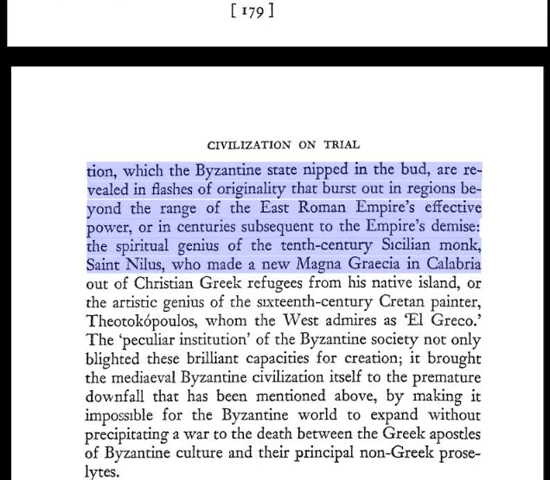 [ 179 ]
CIVILIZATION ON TRIAL
tion, which the Byzantine state nipped in the bud, are re-
vealed in flashes of originality that burst out in regions be-
yond the range of the East Roman Empire's effective
power, or in centuries subsequent to the Empire's demise:
the spiritual genius of the tenth-century Sicilian monk,
Saint Nilus, who made a new Magna Graecia in Calabria
out of Christian Greek refugees from his native island, or
the artistic genius of the sixteenth-century Cretan painter,
Theotokópoulos, whom the West admires as 'El Greco.'
The 'peculiar institution' of the Byzantine society not only
blighted these brilliant capacities for creation; it brought
the mediaeval Byzantine civilization itself to the premature
downfall that has been mentioned above, by making it
impossible for the Byzantine world to expand without
precipitating a war to the death between the Greek apostles
of Byzantine culture and their principal non-Greek prose-
lytes.